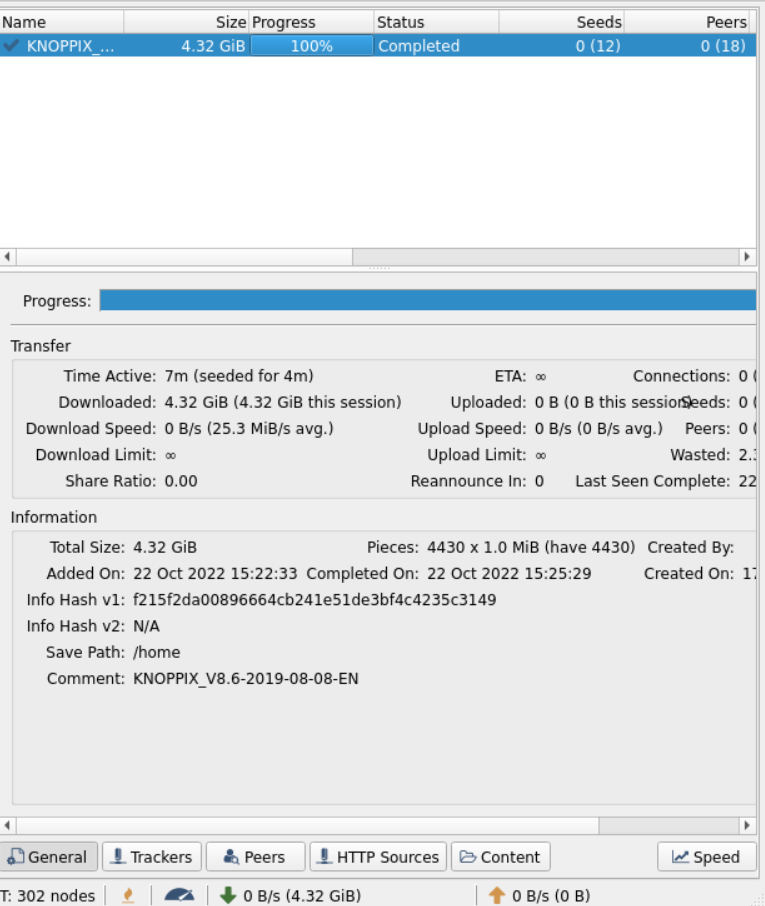 Name Size Progress Status Seeds Peers
KNOPPIX_... 4.32 GiB 100% Completed 0 (12) 0 (18)
Progress:
Transfer
Time Active: 7m (seeded for 4m) ETA: ∞ Connections: 0 (
Downloaded: 4.32 GiB (4.32 GiB this session) Uploaded: 0 B (0 B this session) Seeds: 0 (
Download Speed: 0 B/s (25.3 MiB/s avg.) Upload Speed: 0 B/s (0 B/s avg.) Peers: 0 (
Download Limit: ∞ Upload Limit: ∞ Wasted: 2.3
Share Ratio: 0.00 Reannounce In: 0 Last Seen Complete: 22
Information
Total Size: 4.32 GiB Pieces: 4430 x 1.0 MiB (have 4430) Created By:
Added On: 22 Oct 2022 15:22:33 Completed On: 22 Oct 2022 15:25:29 Created On: 17
Info Hash v1: f215f2da00896664cb241e51de3bf4c4235c3149
Info Hash v2: N/A
Save Path: /home
Comment: KNOPPIX_V8.6-2019-08-08-EN
General Trackers Peers HTTP Sources Content Speed
T: 302 nodes 0 B/s (4.32 GiB) 0 B/s (0 B)